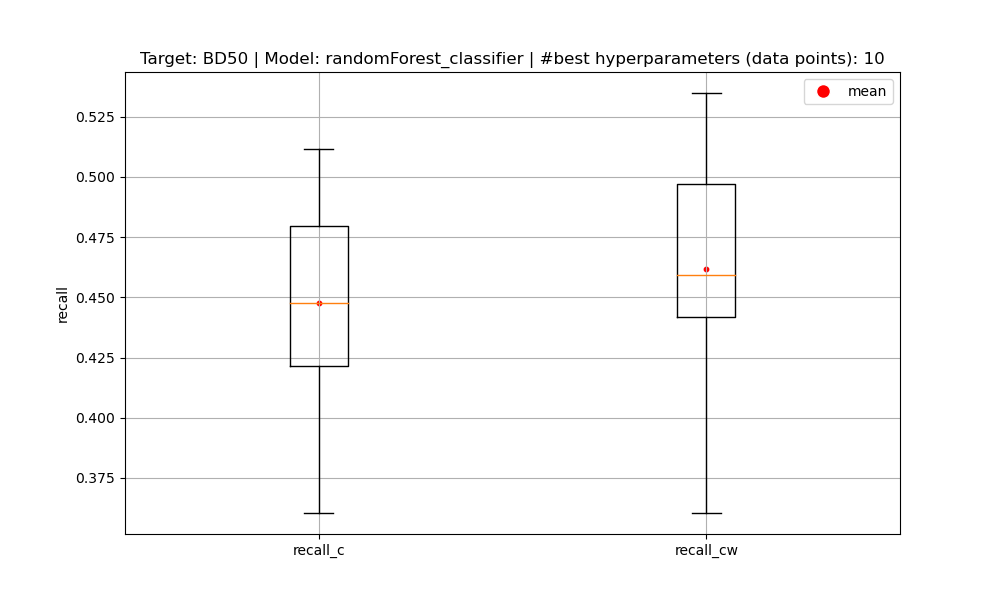 Target: BD50 | Model: randomForest_classifier | #best hyperparameters (data points): 10
mean
0.525
0.500
0.475
0.450
0.425
0.400
0.375
recall
recall_c
recall_cw